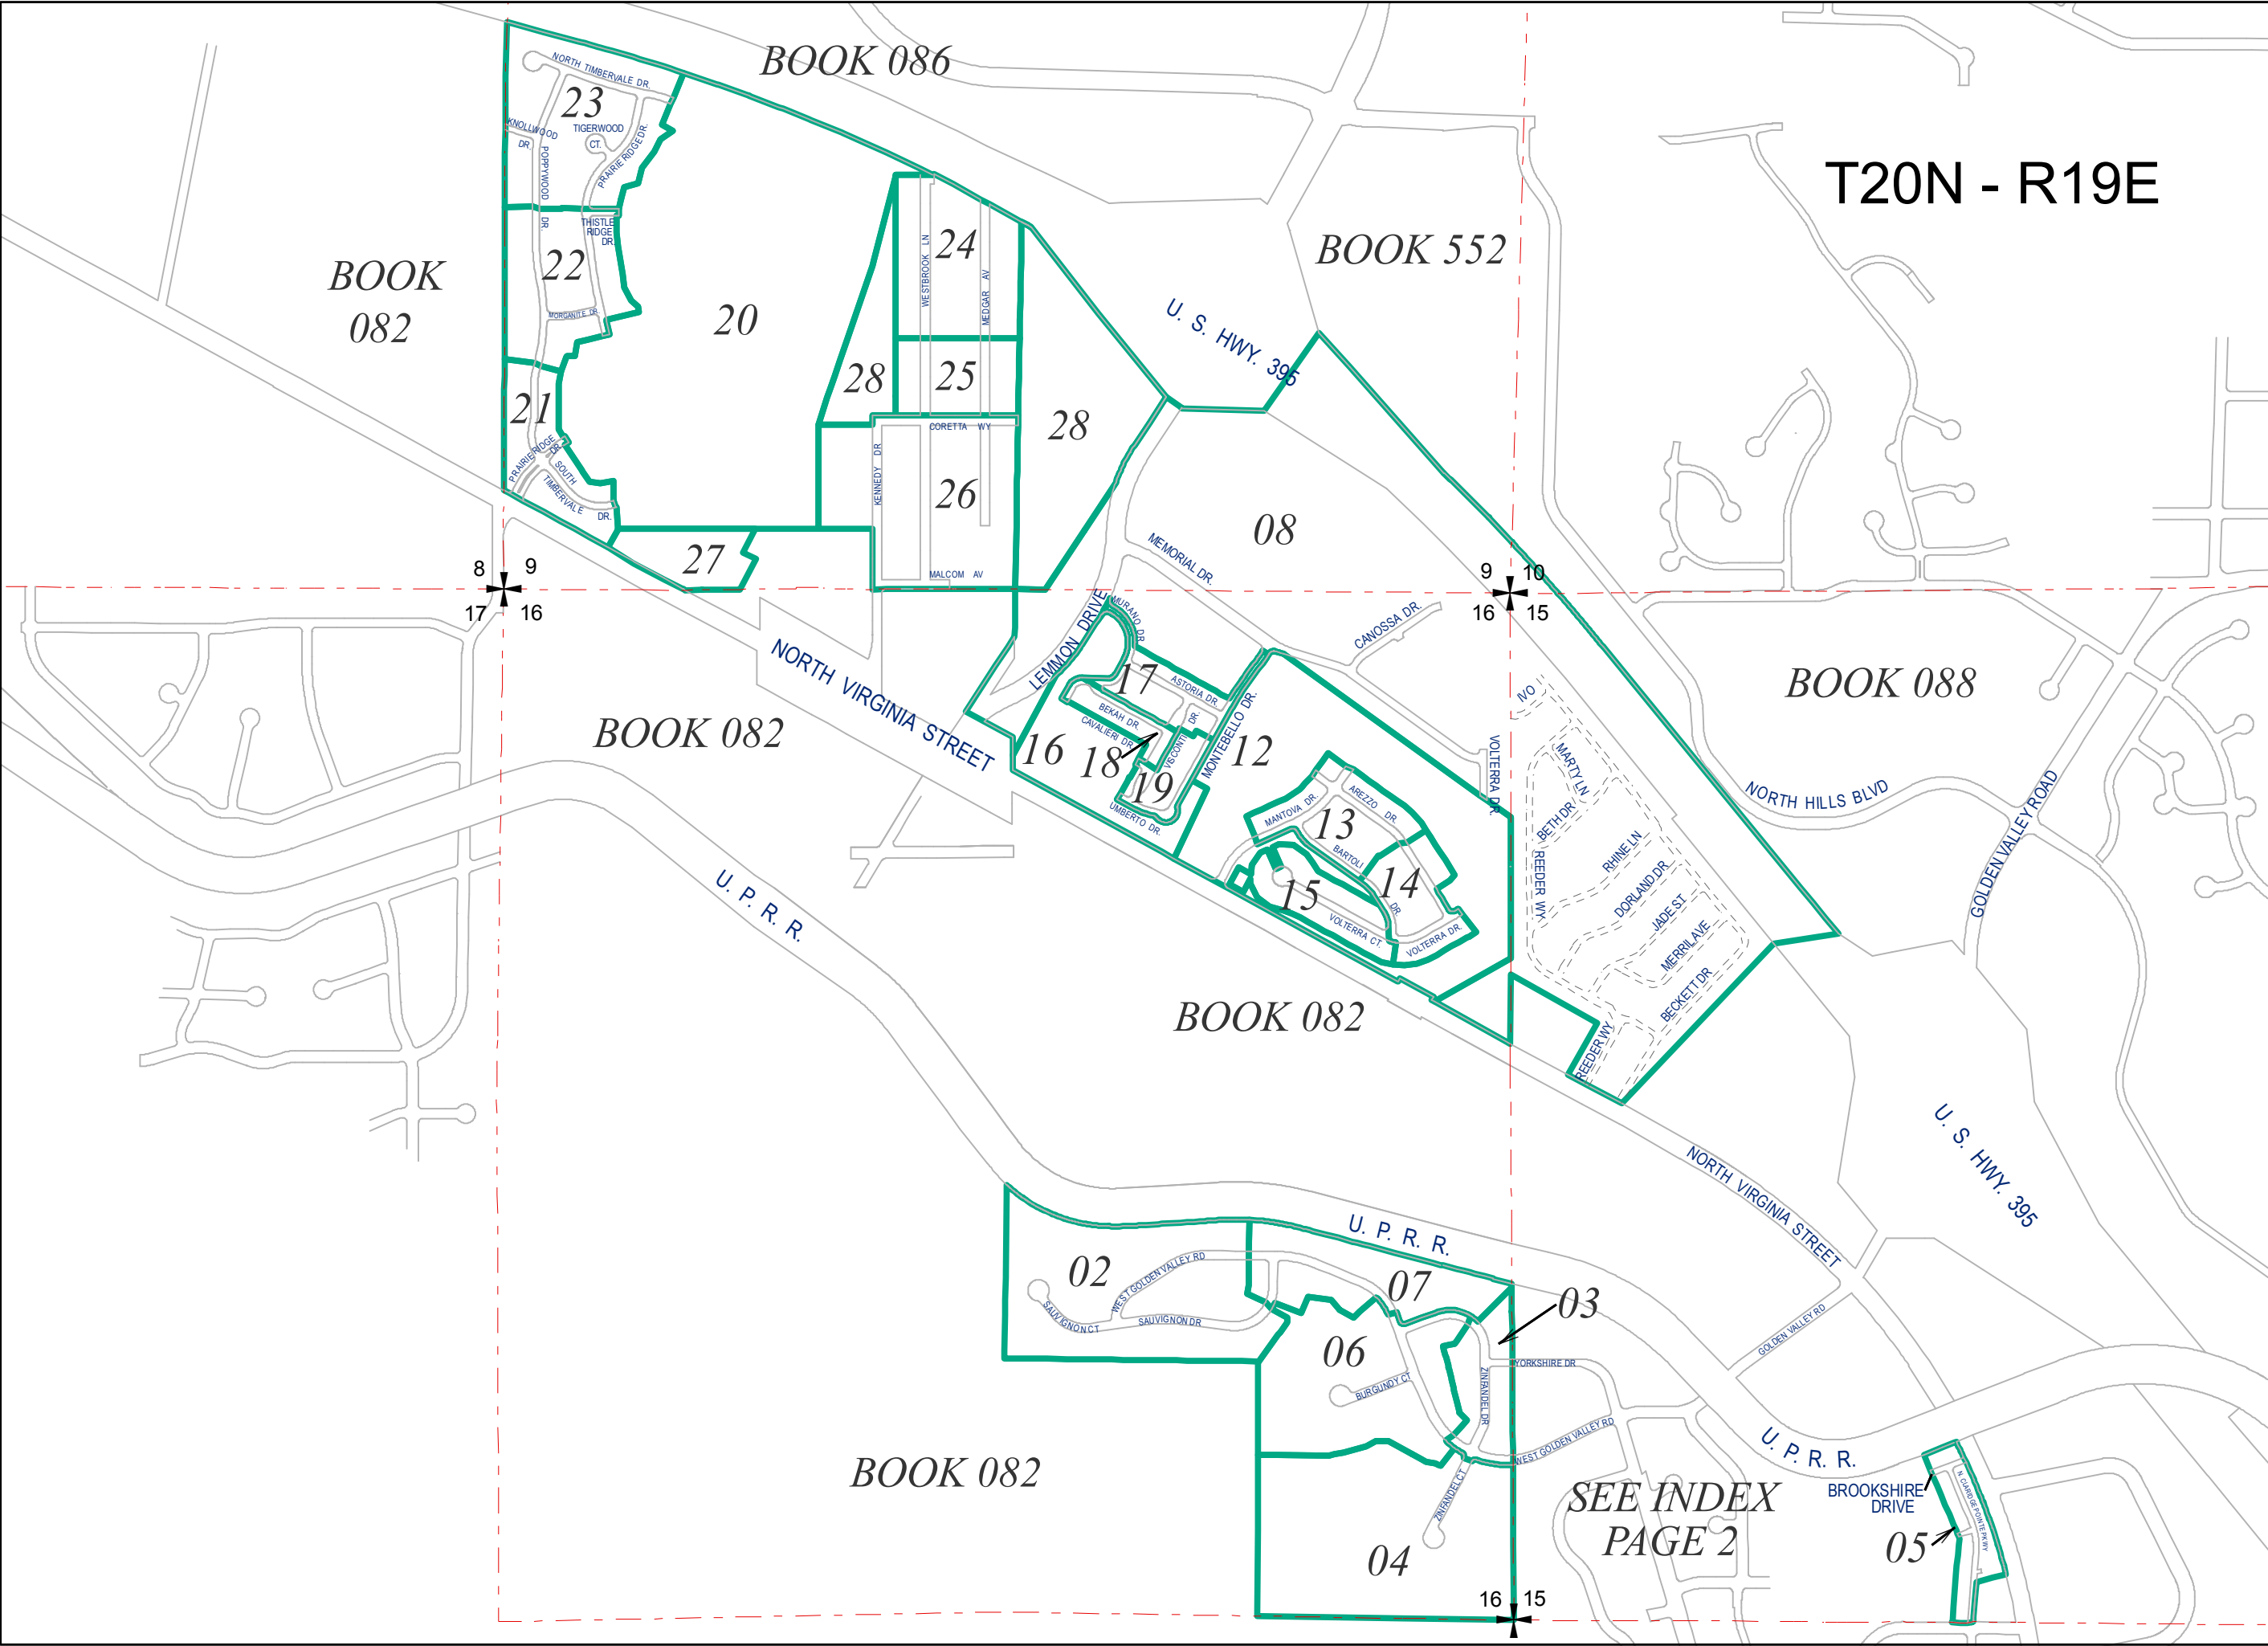 BOOK 086
NORTH TIMBERVALE DR.
23
KNOLLWOOD
DR.
TIGERWOOD
CT.
POPPYWOOD DR.
PRAIRIE RIDGE DR.
T20N - R19E
THISTLE
RIDGE
DR.
BOOK 552
BOOK
082
22
20
24
WESTBROOK LN
MEDGAR AV
MORGANTLE DR.
U. S. HWY. 395
28
25
21
28
CORETTA WY
PRAIRIE RIDGE
DR.
SOUTH
TIMBERVALE
DR.
KENNEDY DR
26
08
27
MEMORIAL DR.
8
9
9
10
MALCOM AV
17
16
16
15
LEMMON DRIVE
MURANO DR.
CANOSSA DR.
NORTH VIRGINIA STREET
17
ASTORIA DR.
BOOK 088
IVO
BEKAH DR.
CAVALIERI DR.
VISCONTI
DR.
MONTEBELLO DR.
BOOK 082
16
18
12
VOLTERRA DR.
MARTY LN
19
UMBERTO DR.
MANTOVA DR.
AREZZO DR.
NORTH HILLS BLVD
GOLDEN VALLEY ROAD
13
BETH DR
BARTOLI
DR.
RHINE LN
REEDER WY
14
15
DORLAND DR
JADE ST
VOLTERRA CT.
VOLTERRA DR.
MERRIL AVE
U. P. R. R.
BECKETT DR
BOOK 082
REEDER WY
U. S. HWY. 395
NORTH VIRGINIA STREET
U. P. R. R.
02
WEST GOLDEN VALLEY RD
07
03
SAUVIGNON CT
SAUVIGNON DR
GOLDEN VALLEY RD
06
YORKSHIRE DR
BURGUNDY CT
ZINFANDEL DR
WEST GOLDEN VALLEY RD
U. P. R. R.
BOOK 082
ZINFANDEL CT
SEE INDEX
PAGE 2
BROOKSHIRE
DRIVE
N. CLARIDGE POINTE PKWY
05
04
16
15